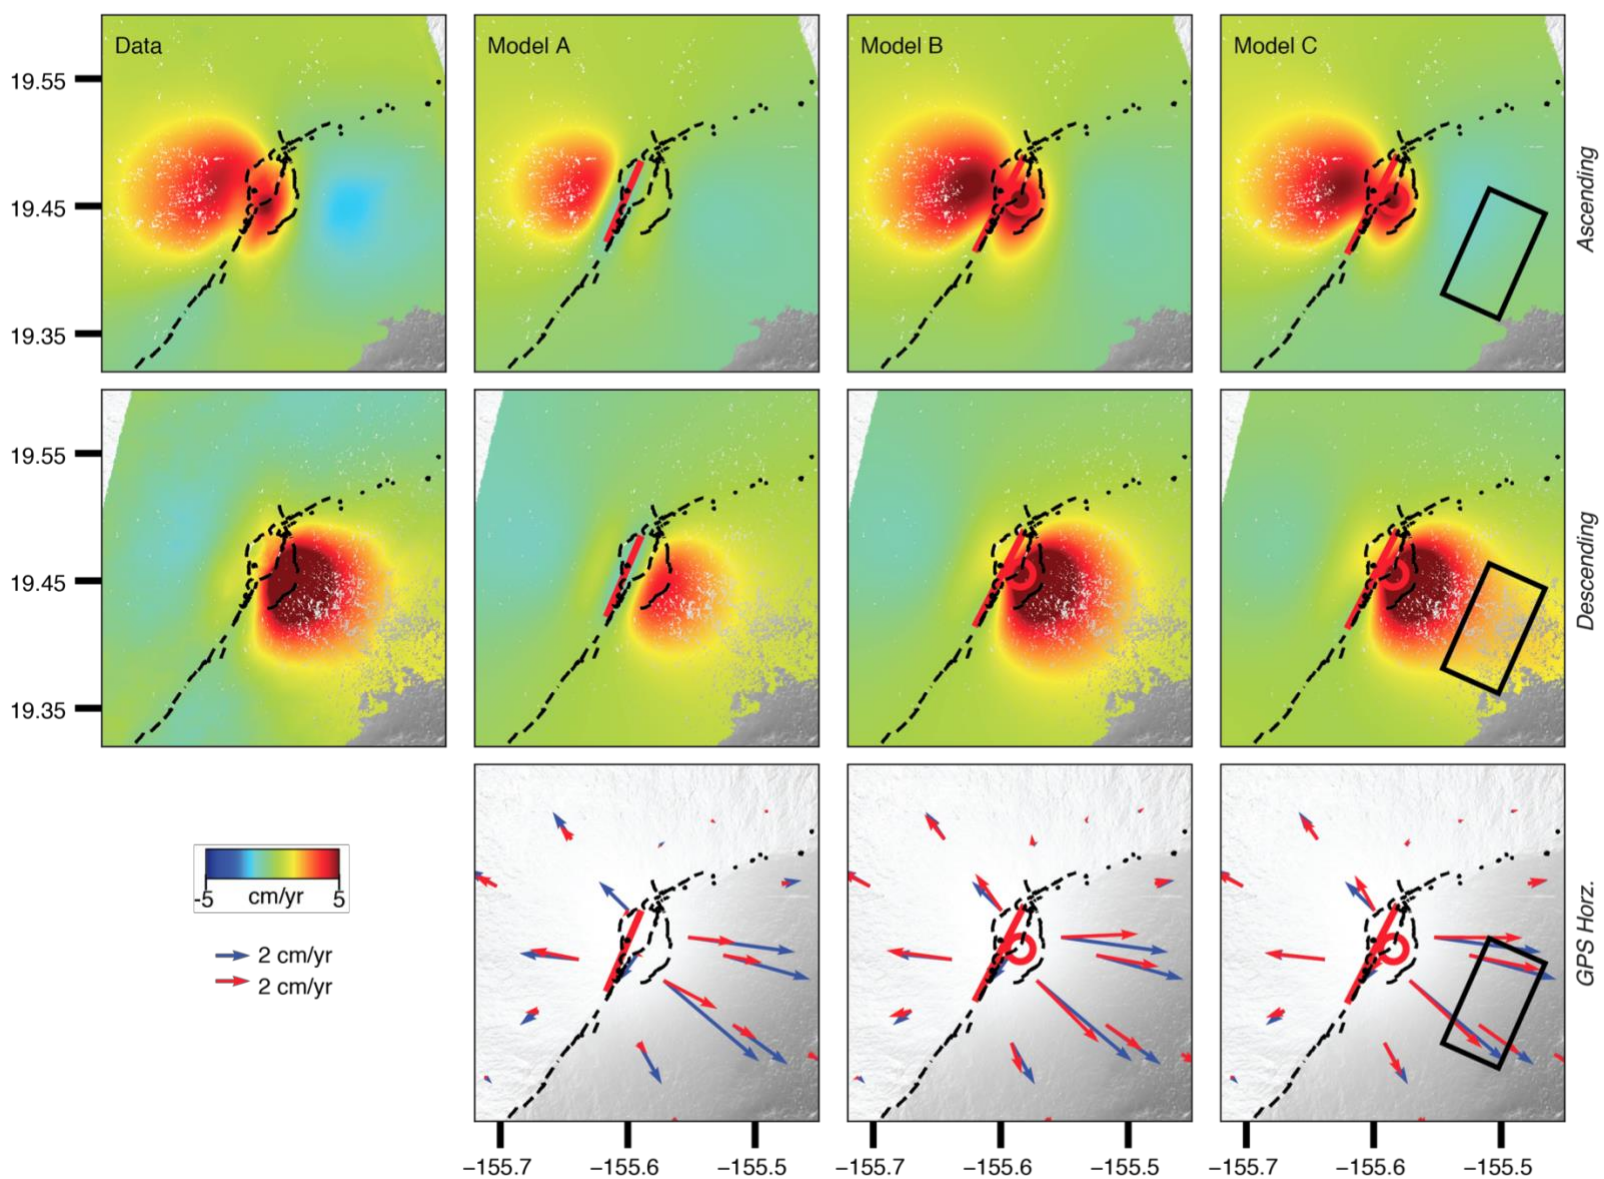 Data
Model A
Model B
Model C
19.55
19.45
19.35
Ascending
19.55
19.45
19.35
Descending
-5
cm/yr
5
2 cm/yr
2 cm/yr
GPS Horz.
−155.7
−155.6
−155.5
−155.7
−155.6
−155.5
−155.7
−155.6
−155.5